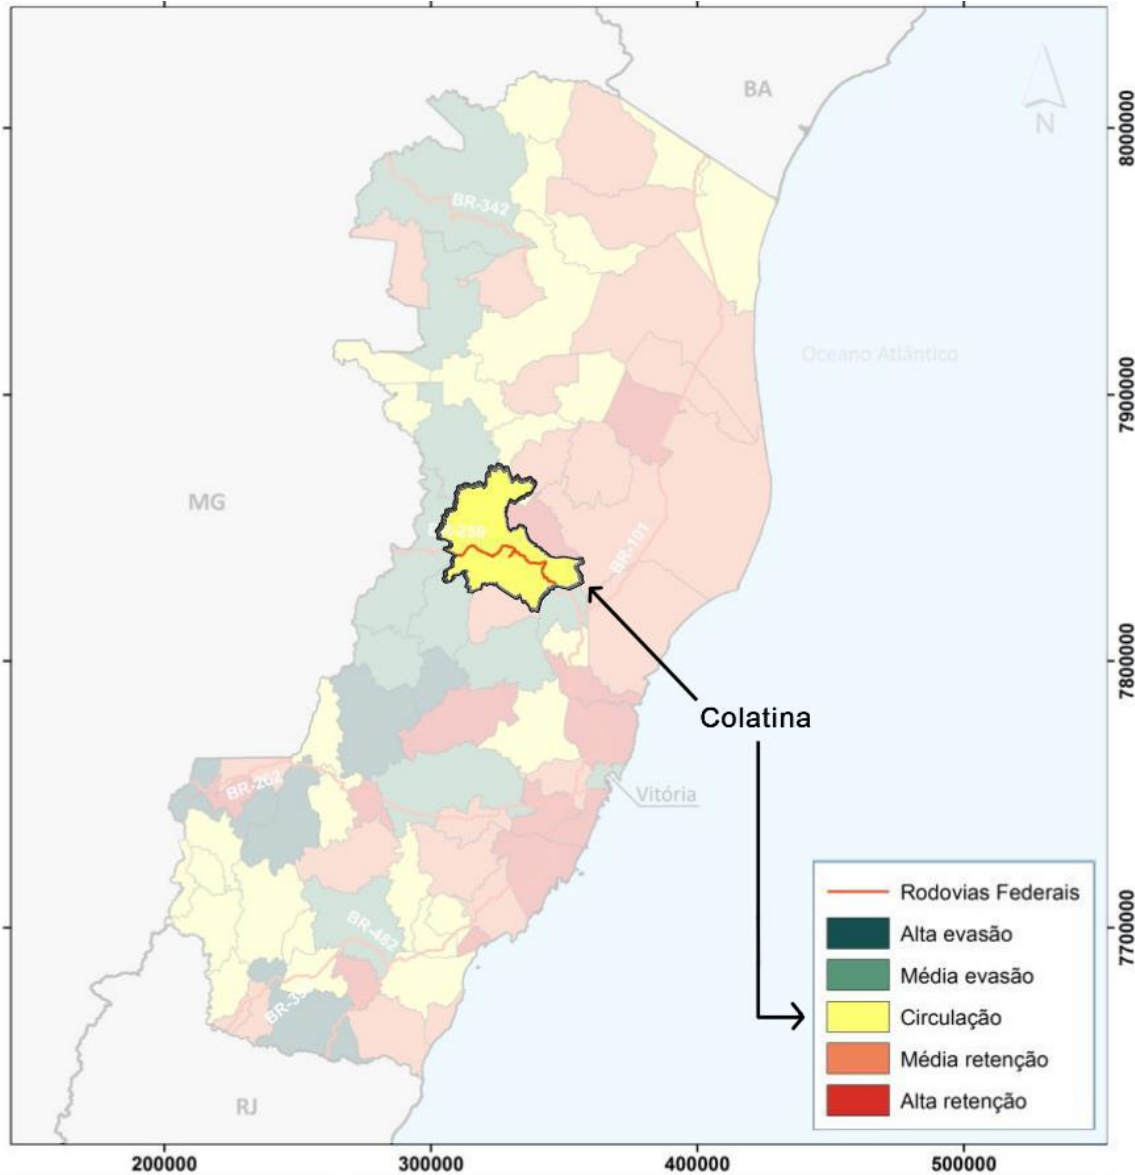 BA
N
8000000
BR-342
Oceano Atlântico
7900000
MG
BR-101
7800000
Colatina
BR-262
Vitória
Rodovias Federais
Alta evasão
BR-482
7700000
Média evasão
Circulação
Média retenção
RJ
Alta retenção
200000
300000
400000
500000